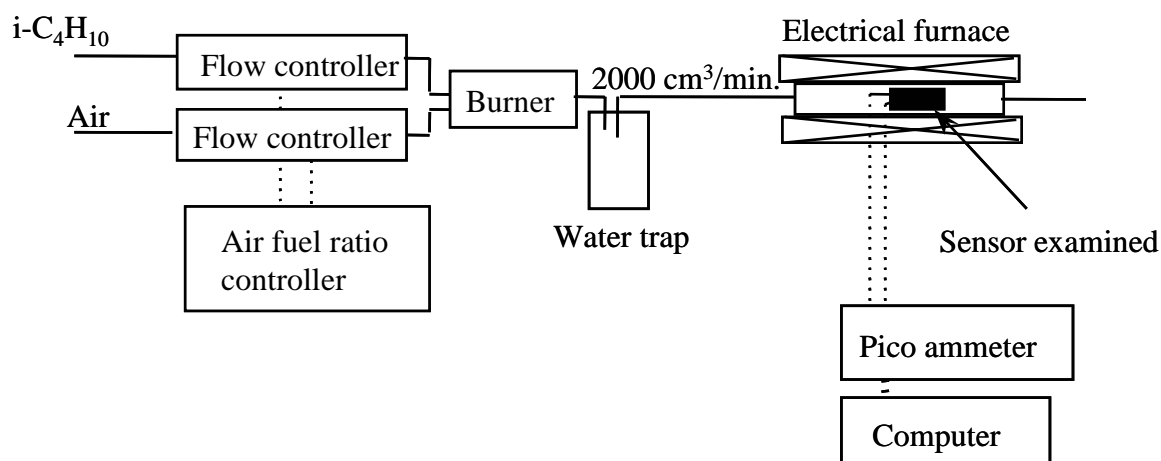 i-C4H10
Electrical furnace
Flow controller
2000 cm³/min.
Burner
Air
Flow controller
Air fuel ratio
controller
Water trap
Sensor examined
Pico ammeter
Computer